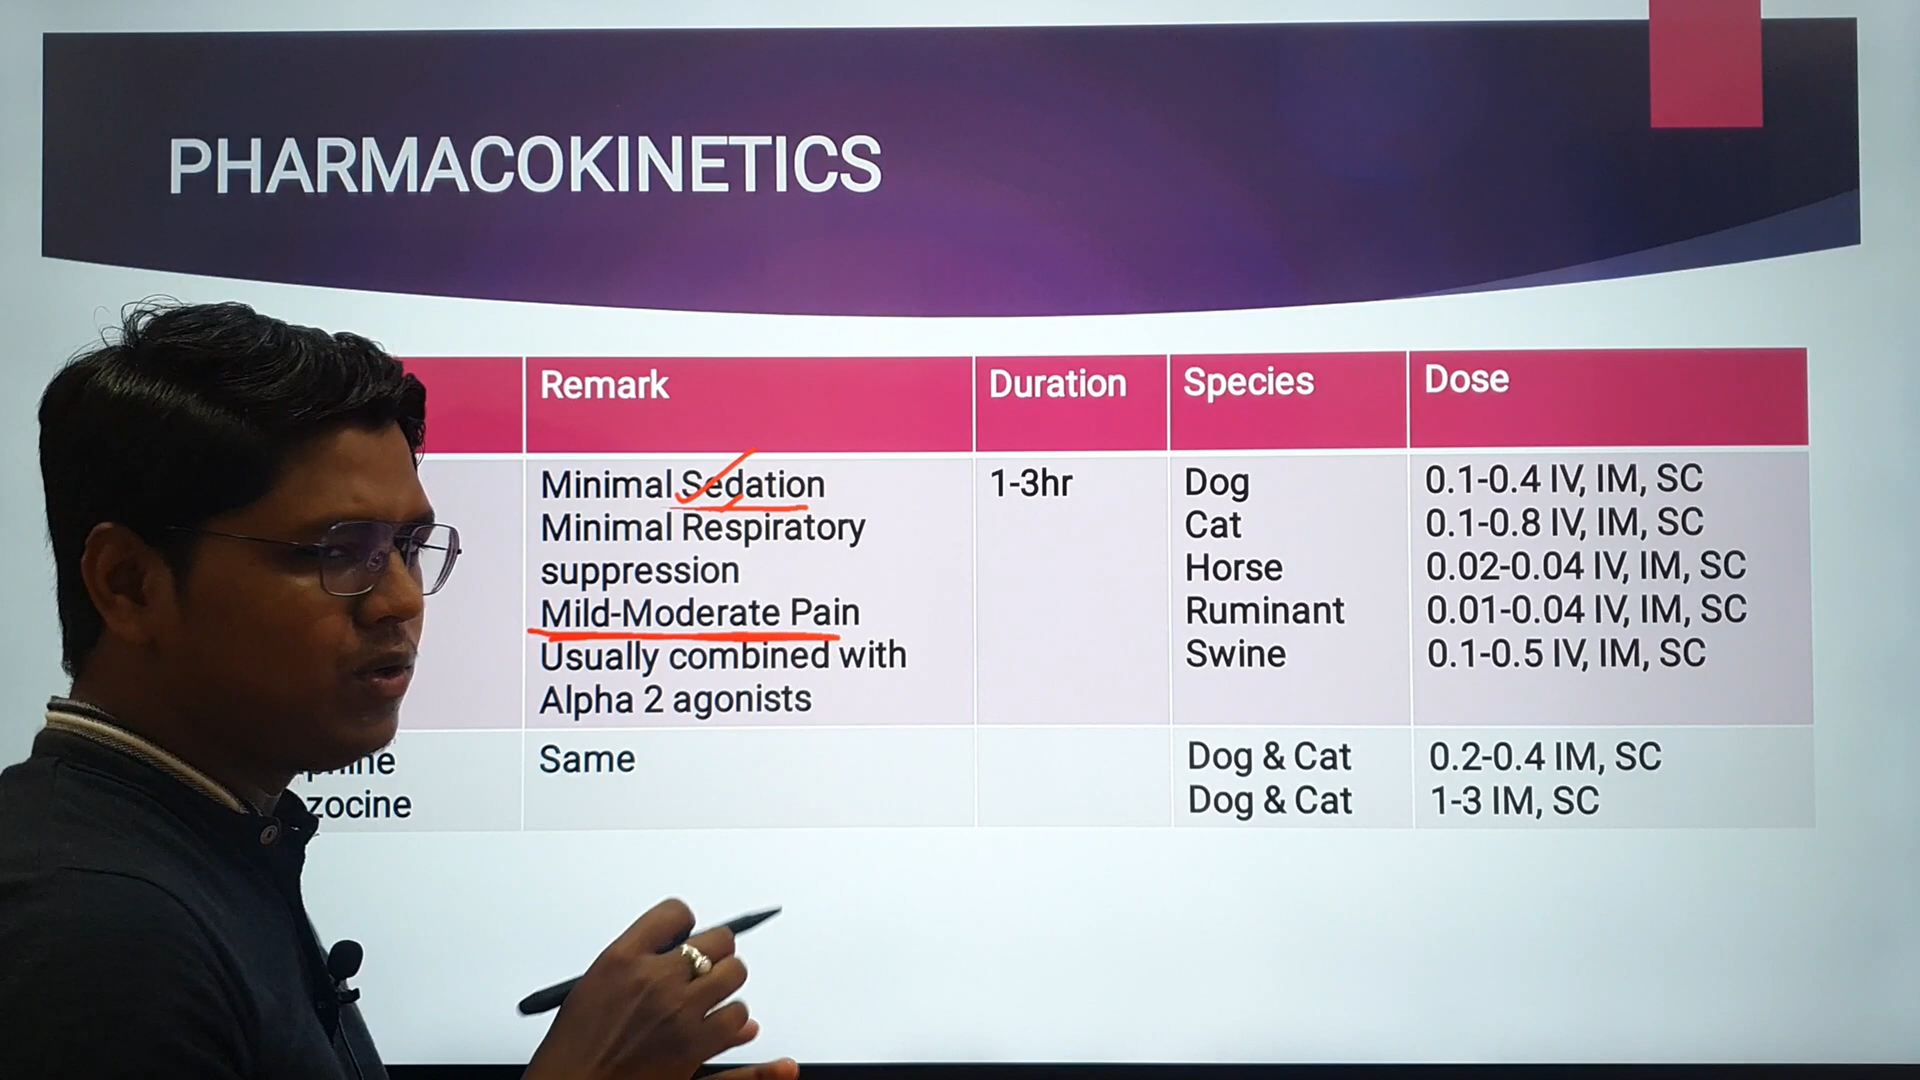 PHARMACOKINETICS
Remark Duration Species Dose
Minimal Sedation 1-3hr Dog 0.1-0.4 IV, IM, SC
Minimal Respiratory Cat 0.1-0.8 IV, IM, SC
suppression Horse 0.02-0.04 IV, IM, SC
Mild-Moderate Pain Ruminant 0.01-0.04 IV, IM, SC
Usually combined with Swine 0.1-0.5 IV, IM, SC
Alpha 2 agonists
Same Dog & Cat 0.2-0.4 IM, SC
zocine Dog & Cat 1-3 IM, SC